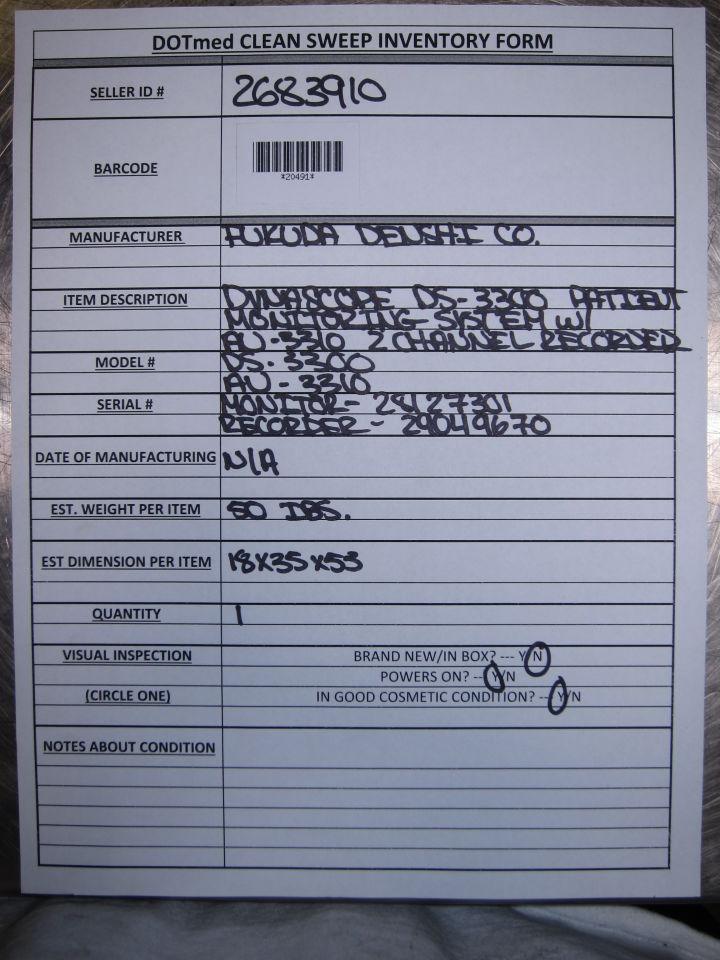 DOTmed CLEAN SWEEP INVENTORY FORM
SELLER ID # 2683910
BARCODE
*20491*
MANUFACTURER FUKUDA DENSHI CO.
ITEM DESCRIPTION DYNASCOPE DS-3300 PATIENT
MONITORING SYSTEM W/
AU-3310 2 CHANNEL RECORDER
MODEL # DS-3300
AU-3310
SERIAL # MONITOR- 28127301
RECORDER- 29049670
DATE OF MANUFACTURING N/A
EST. WEIGHT PER ITEM 50 LBS.
EST DIMENSION PER ITEM 18X35X53
QUANTITY 1
VISUAL INSPECTION BRAND NEW/IN BOX? --- Y/N
POWERS ON? --- Y/N
(CIRCLE ONE) IN GOOD COSMETIC CONDITION? --- Y/N
NOTES ABOUT CONDITION